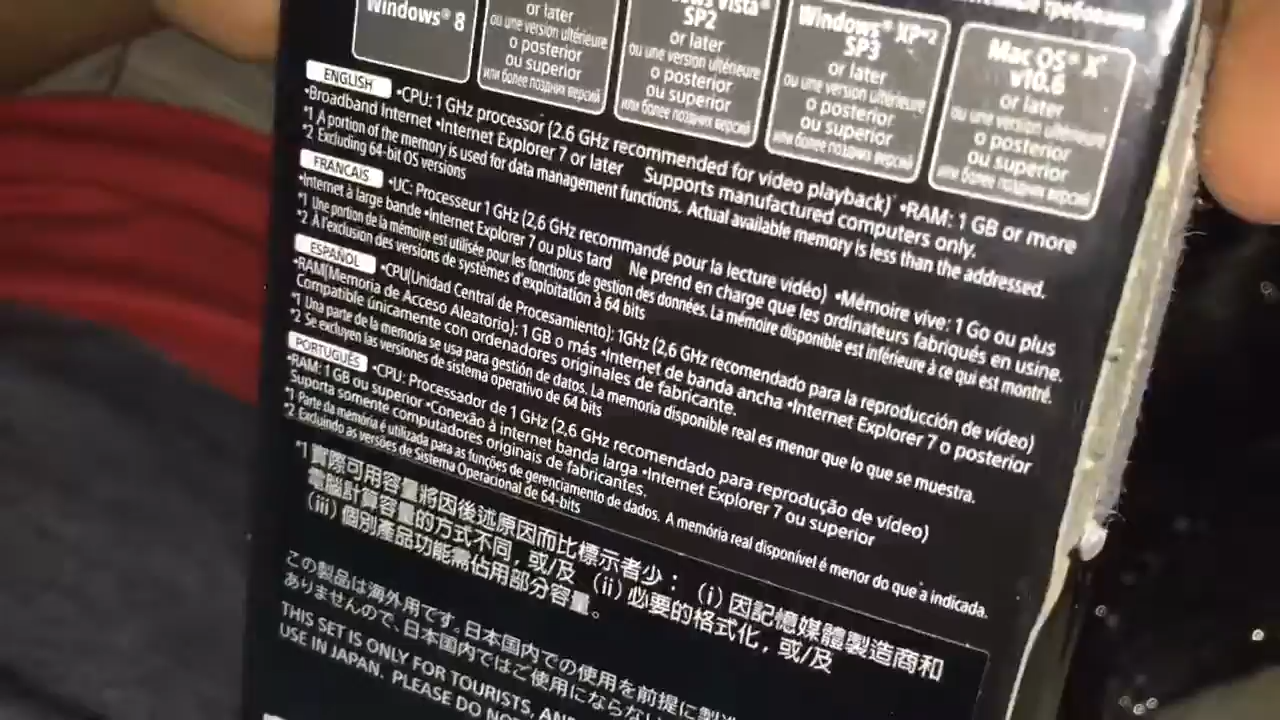 Windows® 8
or later
ou une version ultérieure
o posterior
ou superior
или более поздних версий
Vista®
SP2
or later
ou une version ultérieure
o posterior
ou superior
или более поздних версий
Windows® XP*2
SP3
or later
ou une version ultérieure
o posterior
ou superior
или более поздних версий
Mac OS® X
v10.6
or later
ou une version ultérieure
o posterior
ou superior
или более поздних версий
ENGLISH •CPU: 1 GHz processor (2.6 GHz recommended for video playback) •RAM: 1 GB or more
•Broadband Internet •Internet Explorer 7 or later Supports manufactured computers only.
*1 A portion of the memory is used for data management functions. Actual available memory is less than the addressed.
*2 Excluding 64-bit OS versions
FRANÇAIS •UC: Processeur 1 GHz (2,6 GHz recommandé pour la lecture vidéo) •Mémoire vive: 1 Go ou plus
•Internet à large bande •Internet Explorer 7 ou plus tard Ne prend en charge que les ordinateurs fabriqués en usine.
*1 Une portion de la mémoire est utilisée pour les fonctions de gestion des données. La mémoire disponible est inférieure à ce qui est montré.
*2 À l'exclusion des versions de systèmes d'exploitation à 64 bits
ESPAÑOL •CPU(Unidad Central de Procesamiento): 1GHz (2,6 GHz recomendado para la reproducción de vídeo)
•RAM(Memoria de Acceso Aleatorio): 1 GB o más •Internet de banda ancha •Internet Explorer 7 o posterior
Compatible únicamente con ordenadores originales de fabricante.
*1 Una parte de la memoria se usa para gestión de datos. La memoria disponible real es menor que lo que se muestra.
*2 Se excluyen las versiones de sistema operativo de 64 bits
PORTUGUÊS •CPU: Processador de 1 GHz (2,6 GHz recomendado para reprodução de vídeo)
•RAM: 1 GB ou superior •Conexão à internet banda larga •Internet Explorer 7 ou superior
Suporta somente computadores originais de fabricantes.
*1 Parte da memória é utilizada para as funções de gerenciamento de dados. A memória real disponível é menor do que a indicada.
*2 Excluindo as versões de Sistema Operacional de 64-bits
*1 實際可用容量將因後述原因而比標示者少：(i) 因記憶媒體製造商和
電腦計算容量的方式不同，或/及 (ii) 必要的格式化，或/及
(iii) 個別產品功能需佔用部分容量。
この製品は海外用です。日本国内での使用を前提に製造
ありませんので、日本国内ではご使用にならない
THIS SET IS ONLY FOR TOURISTS, AND
USE IN JAPAN. PLEASE DO NOT